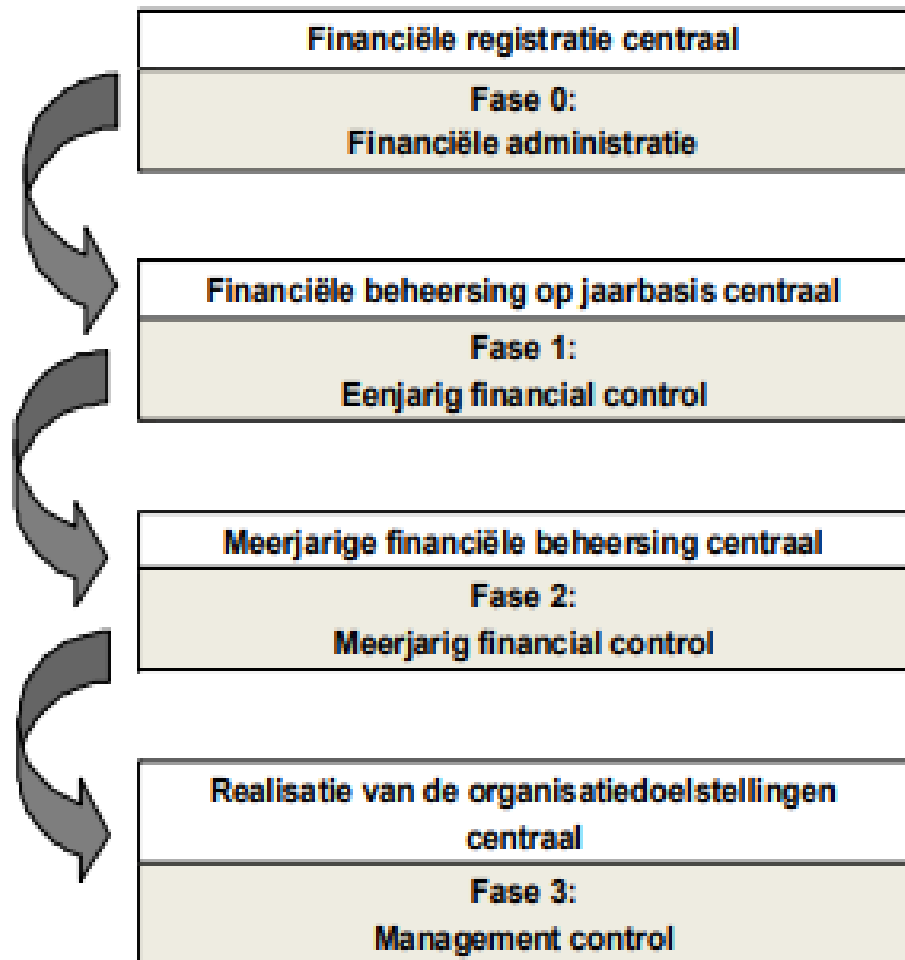 Financiële registratie centraal
Fase 0:
Financiële administratie
Financiële beheersing op jaarbasis centraal
Fase 1:
Eenjarig financial control
Meerjarige financiële beheersing centraal
Fase 2:
Meerjarig financial control
Realisatie van de organisatiedoelstellingen
centraal
Fase 3:
Management control